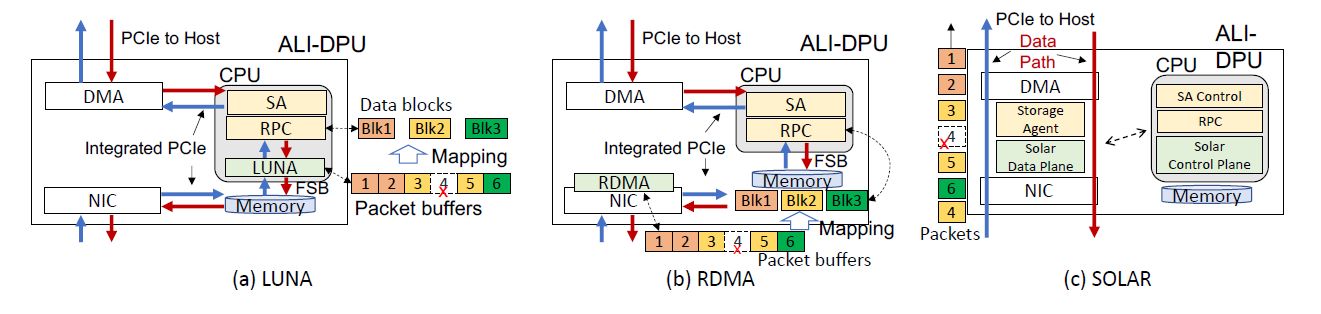 PCIe to Host
ALI-DPU
CPU
DMA
SA
RPC
Data blocks
Blk1 Blk2 Blk3
Integrated PCIe
Mapping
LUNA
FSB
1 2 3 4 5 6
NIC
Memory
Packet buffers
(a) LUNA
PCIe to Host
ALI-DPU
CPU
DMA
SA
RPC
Integrated PCIe
FSB
RDMA
Memory
NIC
Blk1 Blk2 Blk3
Mapping
1 2 3 4 5 6
Packet buffers
(b) RDMA
PCIe to Host
Data
Path
ALI-
DPU
CPU
1
2
3
4
5
6
4
Packets
DMA
Storage
Agent
Solar
Data Plane
NIC
SA Control
RPC
Solar
Control Plane
Memory
(c) SOLAR